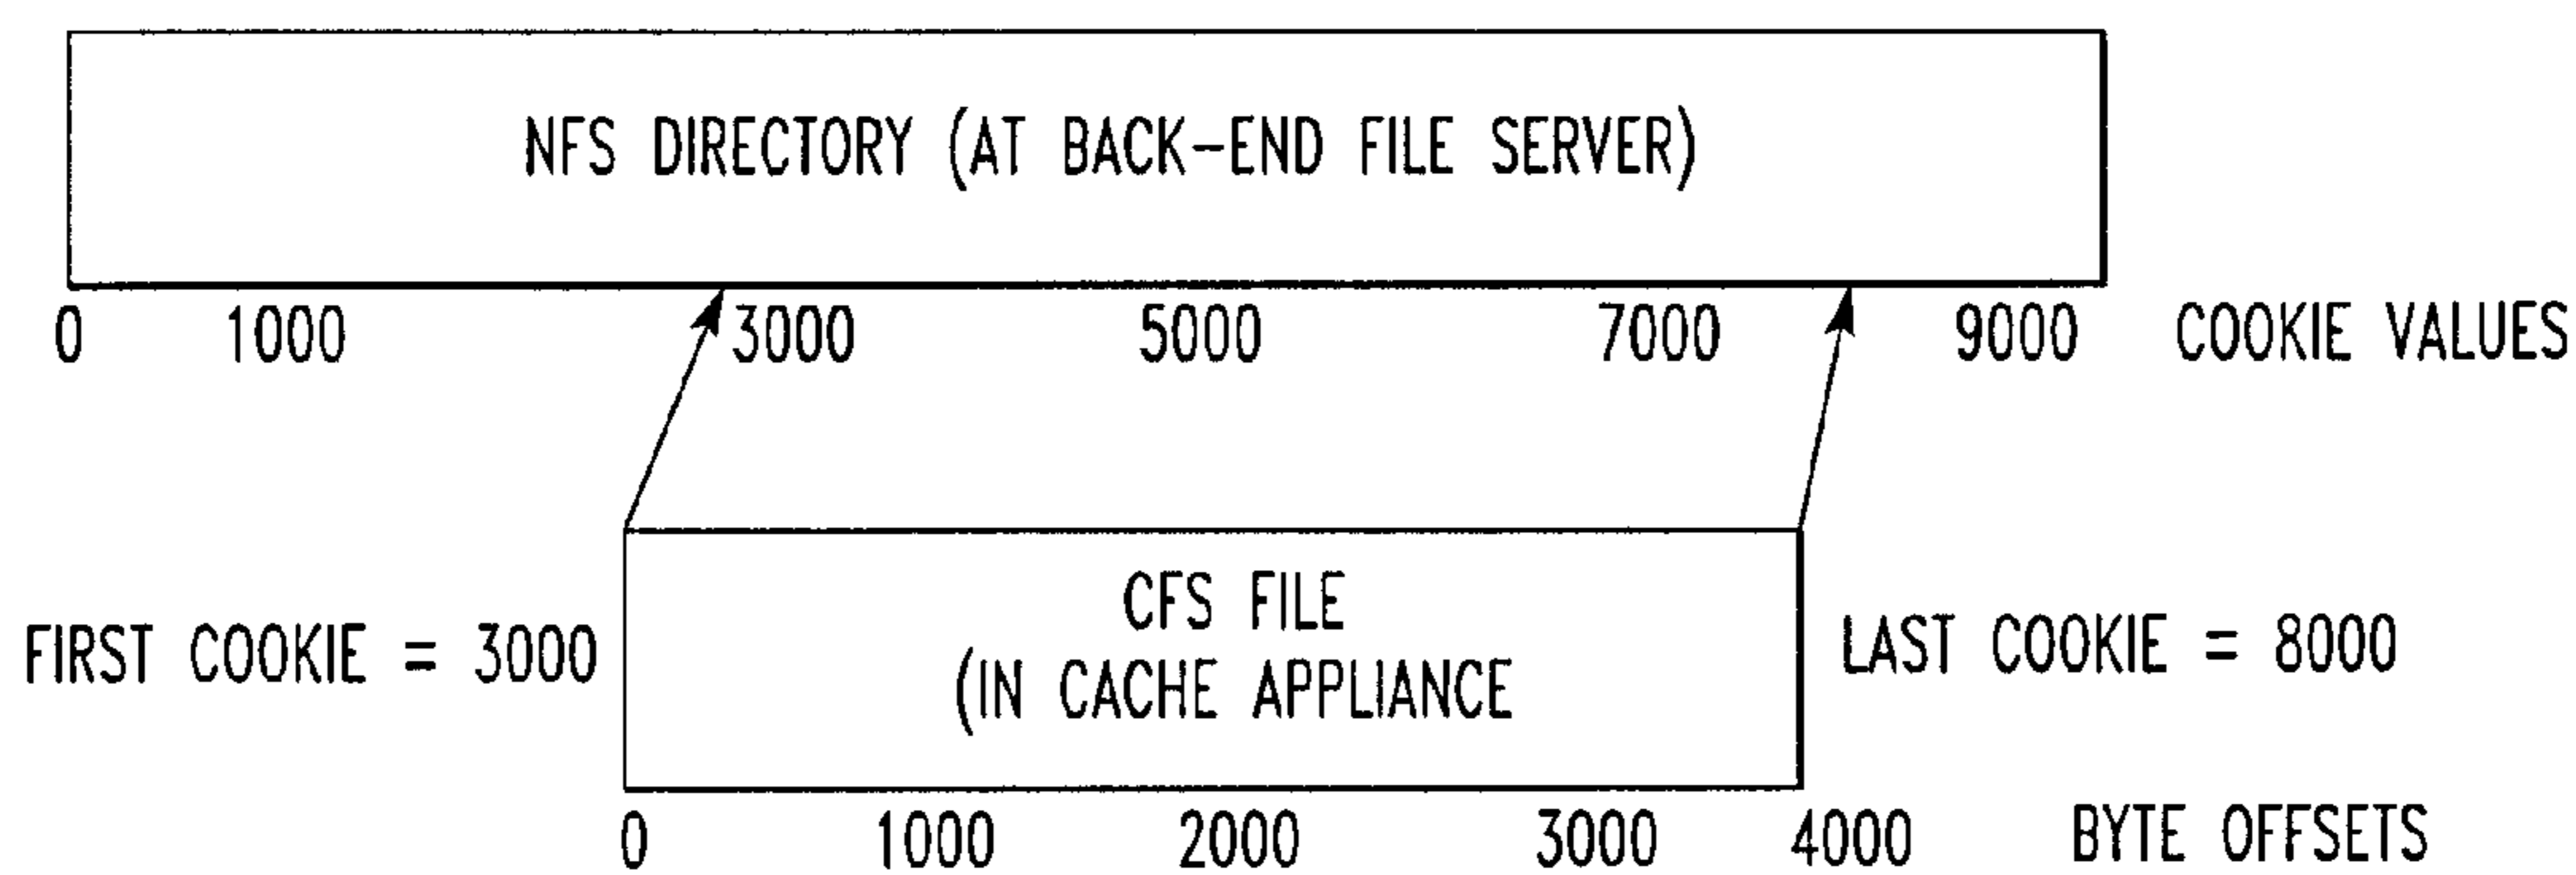 NFS DIRECTORY (AT BACK-END FILE SERVER)
0 1000 3000 5000 7000 9000 COOKIE VALUES
CFS FILE
FIRST COOKIE = 3000 (IN CACHE APPLIANCE LAST COOKIE = 8000
0 1000 2000 3000 4000 BYTE OFFSETS